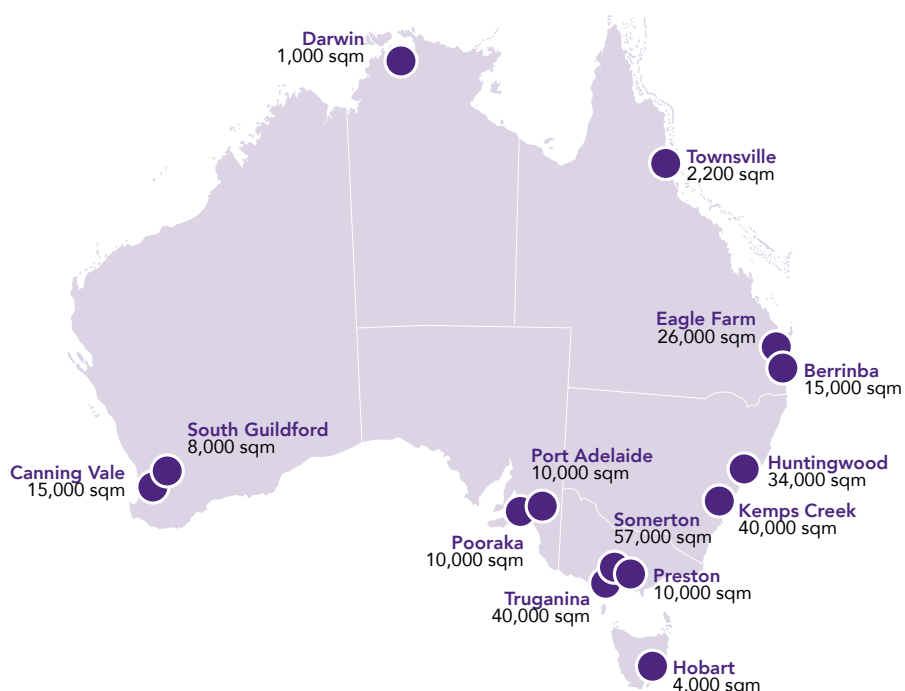 Darwin
1,000 sqm
Townsville
2,200 sqm
Eagle Farm
26,000 sqm
Berrinba
15,000 sqm
South Guildford
8,000 sqm
Canning Vale
15,000 sqm
Port Adelaide
10,000 sqm
Huntingwood
34,000 sqm
Kemps Creek
40,000 sqm
Somerton
57,000 sqm
Pooraka
10,000 sqm
Preston
10,000 sqm
Truganina
40,000 sqm
Hobart
4,000 sqm